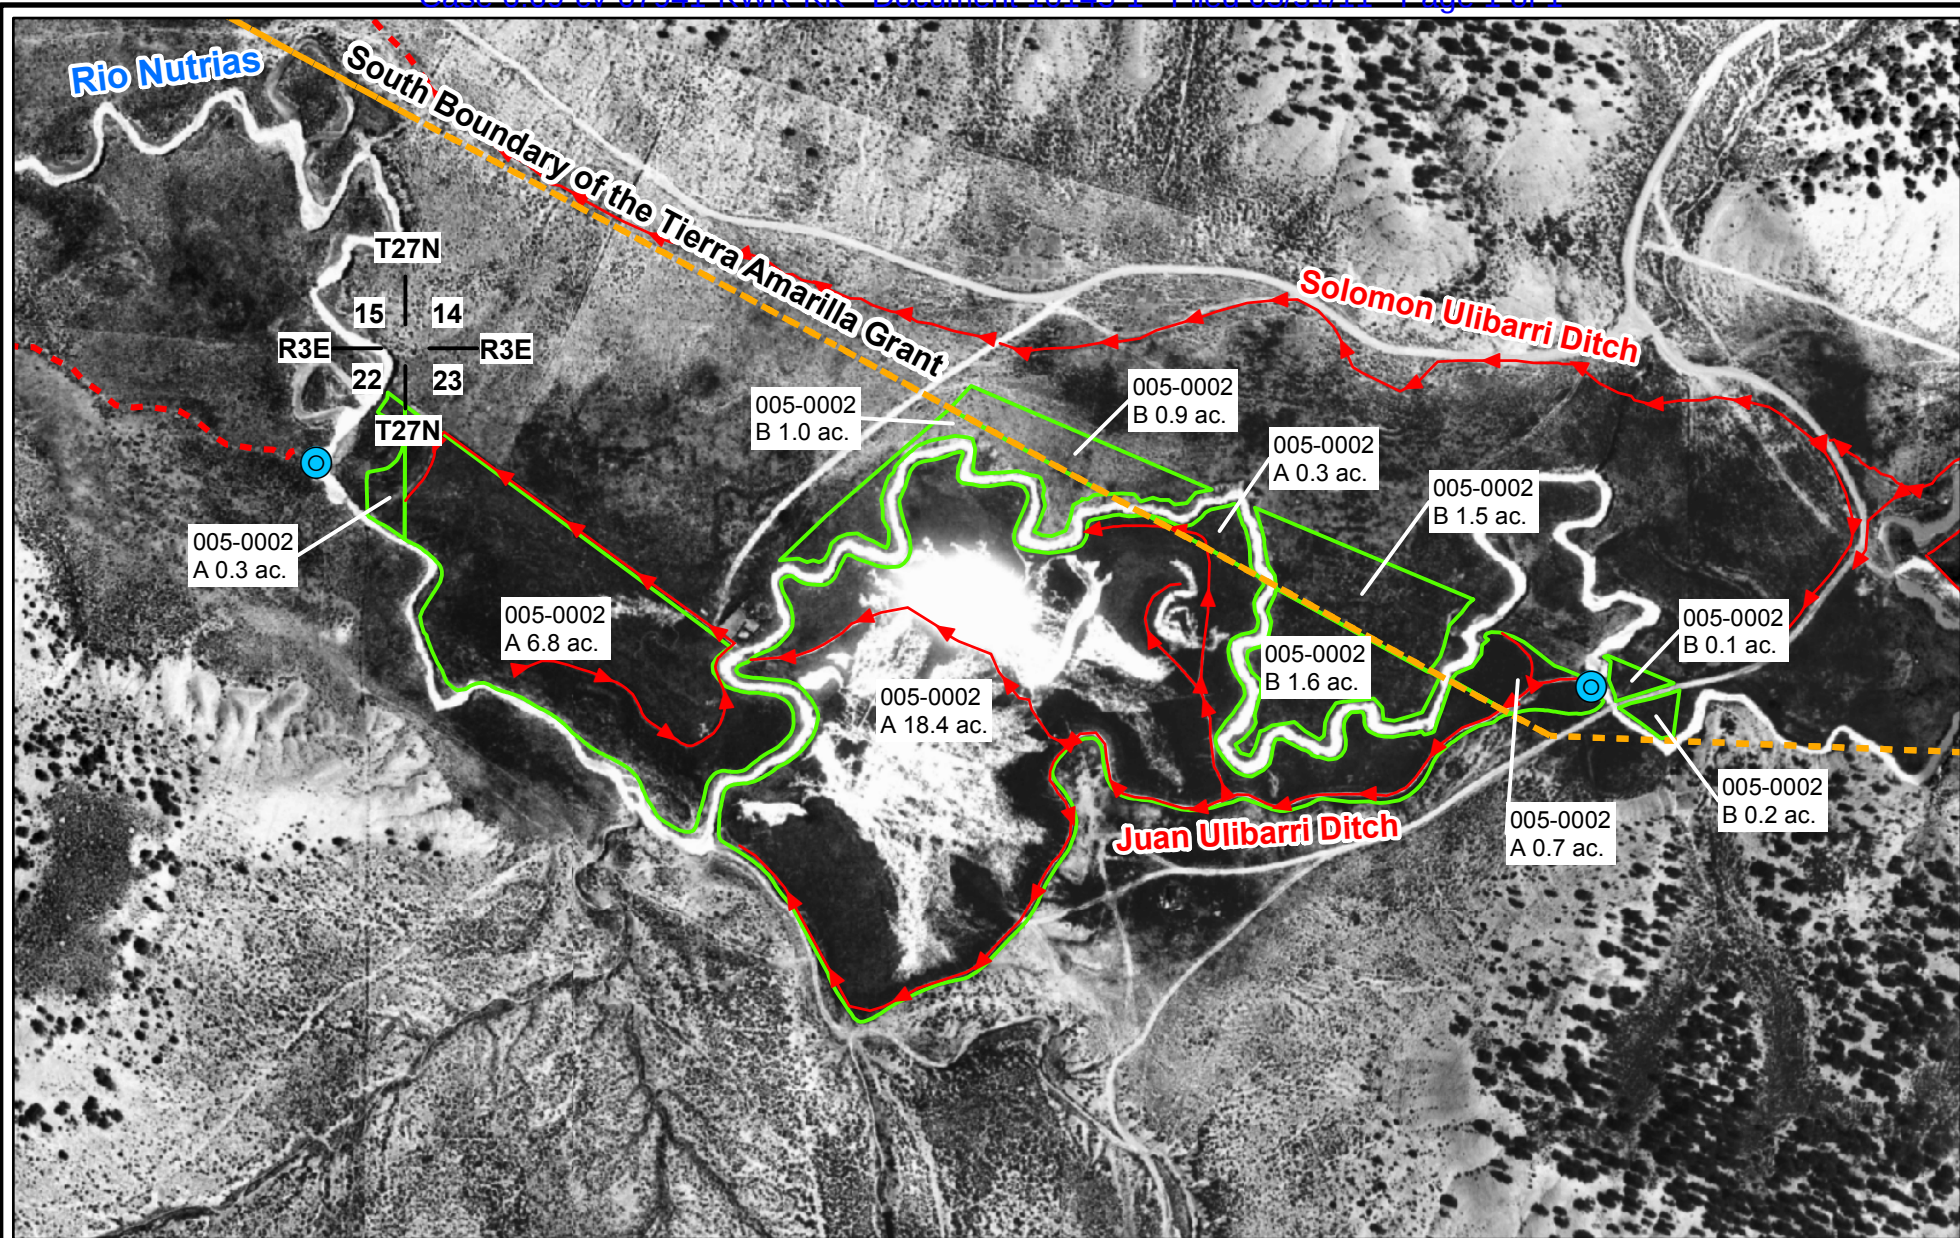 Rio Nutrias
South Boundary of the Tierra Amarilla Grant
T27N
15 14
R3E R3E
22 23
T27N
Solomon Ulibarri Ditch
005-0002
B 1.0 ac.
005-0002
B 0.9 ac.
005-0002
A 0.3 ac.
005-0002
B 1.5 ac.
005-0002
A 0.3 ac.
005-0002
A 6.8 ac.
005-0002
B 0.1 ac.
005-0002
B 1.6 ac.
005-0002
A 18.4 ac.
005-0002
B 0.2 ac.
005-0002
A 0.7 ac.
Juan Ulibarri Ditch